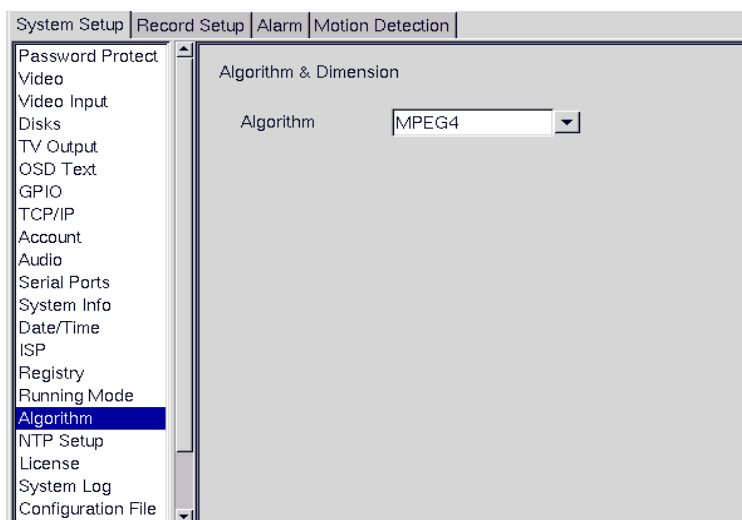 System Setup Record Setup Alarm Motion Detection
Password Protect
Video
Video Input
Disks
TV Output
OSD Text
GPIO
TCP/IP
Account
Audio
Serial Ports
System Info
Date/Time
ISP
Registry
Running Mode
Algorithm
NTP Setup
License
System Log
Configuration File
Algorithm & Dimension
Algorithm MPEG4